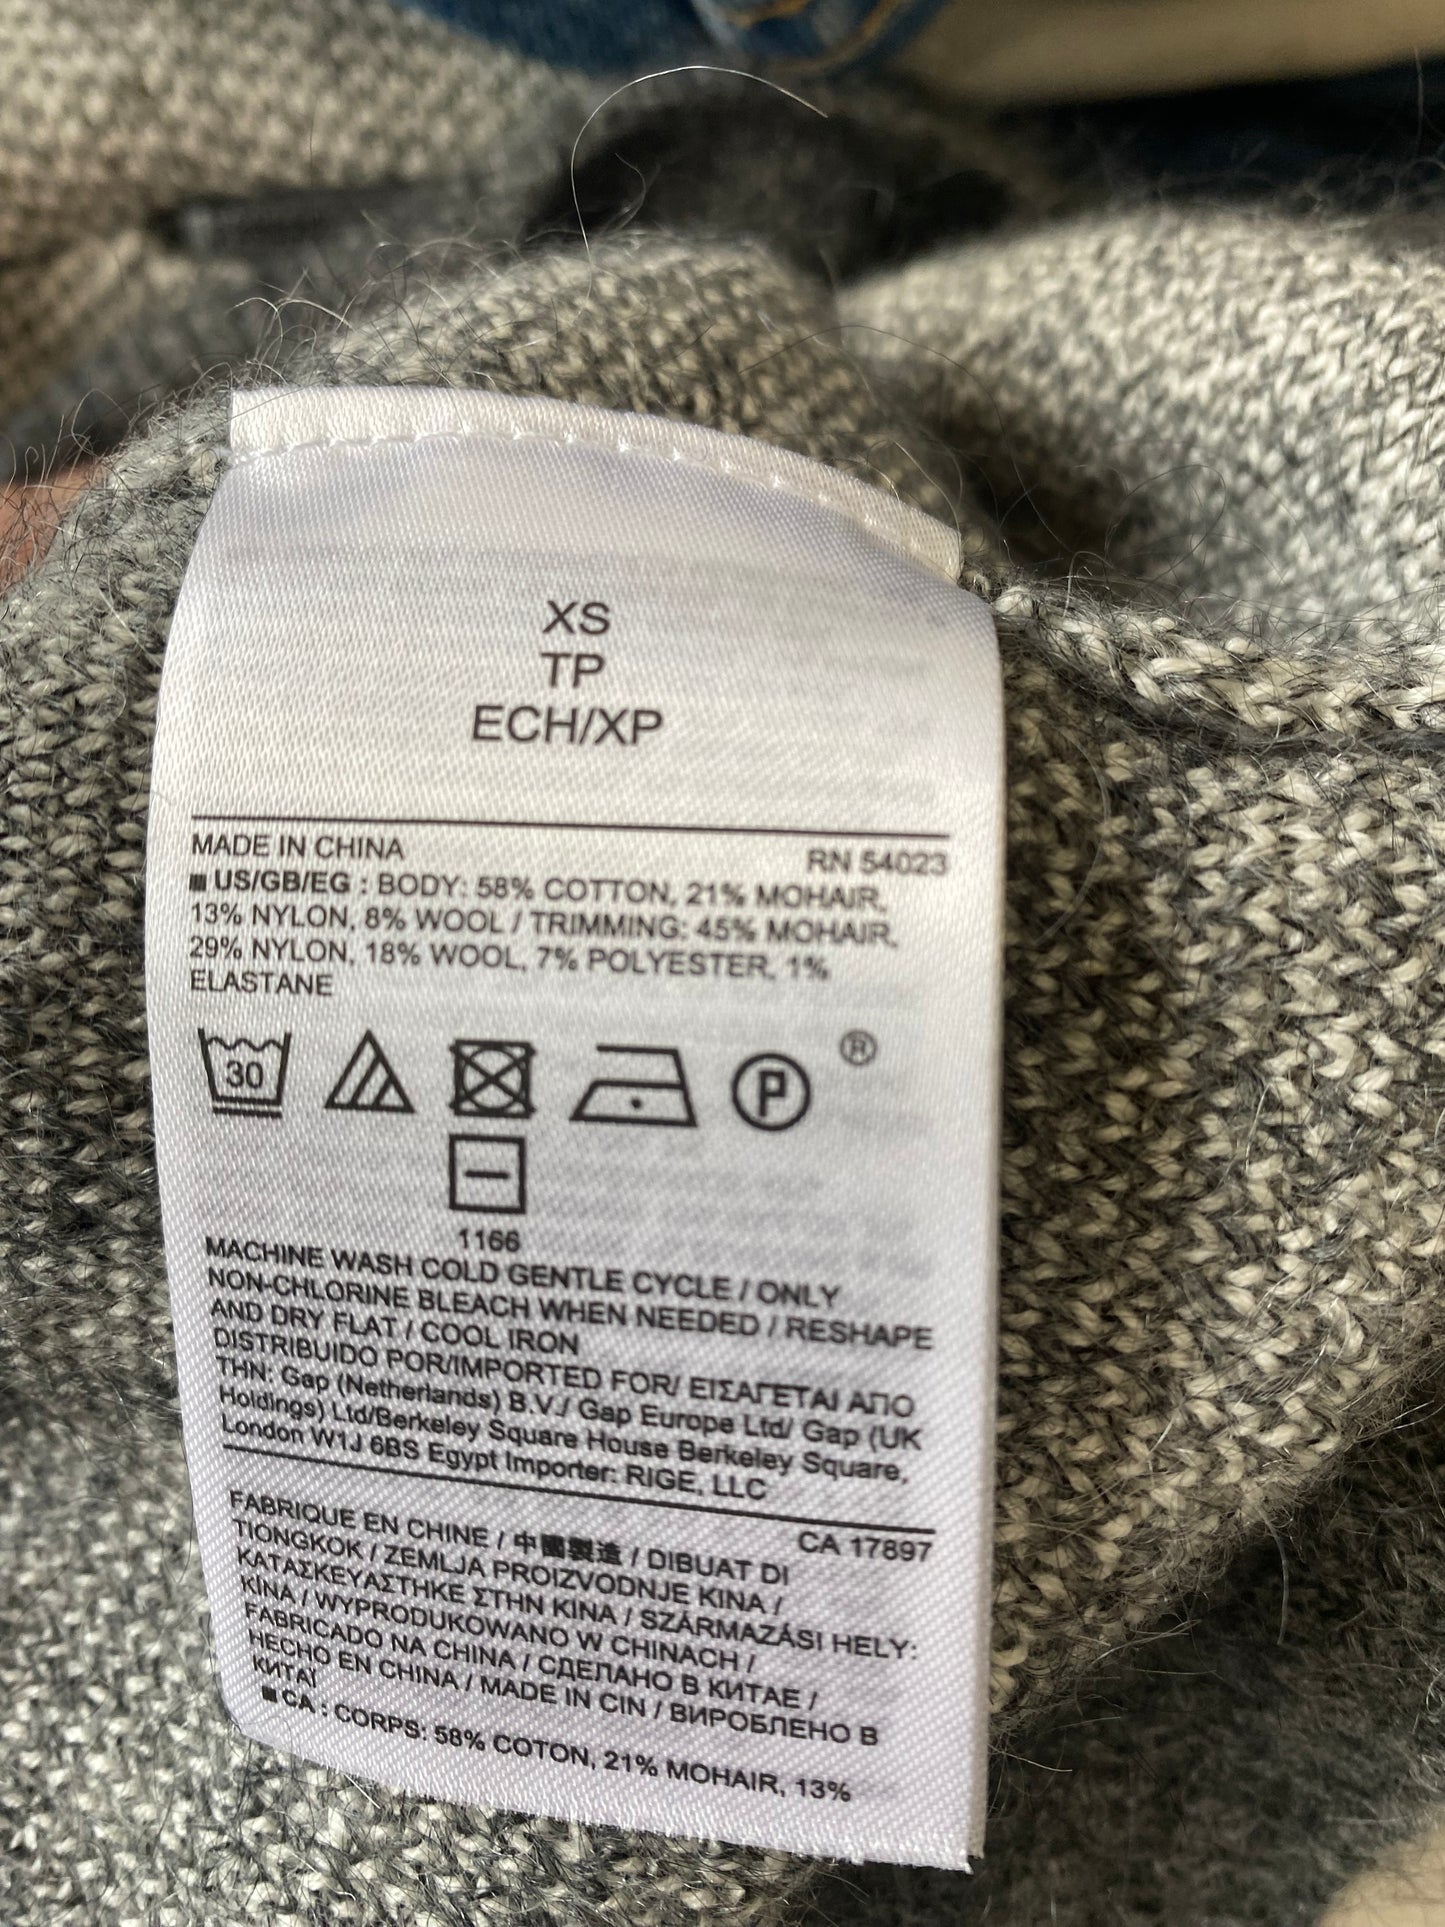 XS
TP
ECH/XP
MADE IN CHINA RN 54023
US/GB/EG : BODY: 58% COTTON, 21% MOHAIR,
13% NYLON, 8% WOOL / TRIMMING: 45% MOHAIR,
29% NYLON, 18% WOOL, 7% POLYESTER, 1%
ELASTANE
30 P ®
1166
MACHINE WASH COLD GENTLE CYCLE / ONLY
NON-CHLORINE BLEACH WHEN NEEDED / RESHAPE
AND DRY FLAT / COOL IRON
DISTRIBUIDO POR/IMPORTED FOR/ ΕΙΣΑΓΕΤΑΙ ΑΠΟ
ΤΗΝ: Gap (Netherlands) B.V./ Gap Europe Ltd/ Gap (UK
Holdings) Ltd/Berkeley Square House Berkeley Square,
London W1J 6BS Egypt Importer: RIGE, LLC
CA 17897
FABRIQUE EN CHINE / 中國製造 / DIBUAT DI
TIONGKOK / ZEMLJA PROIZVODNJE KINA /
ΚΑΤΑΣΚΕΥΑΣΤΗΚΕ ΣΤΗΝ ΚΙΝΑ / SZÁRMAZÁSI HELY:
KÍNA / WYPRODUKOWANO W CHINACH /
FABRICADO NA CHINA / СДЕЛАНО В КИТАЕ /
HECHO EN CHINA / MADE IN CIN / ВИРОБЛЕНО В
КИТАЇ
CA : CORPS: 58% COTON, 21% MOHAIR, 13%